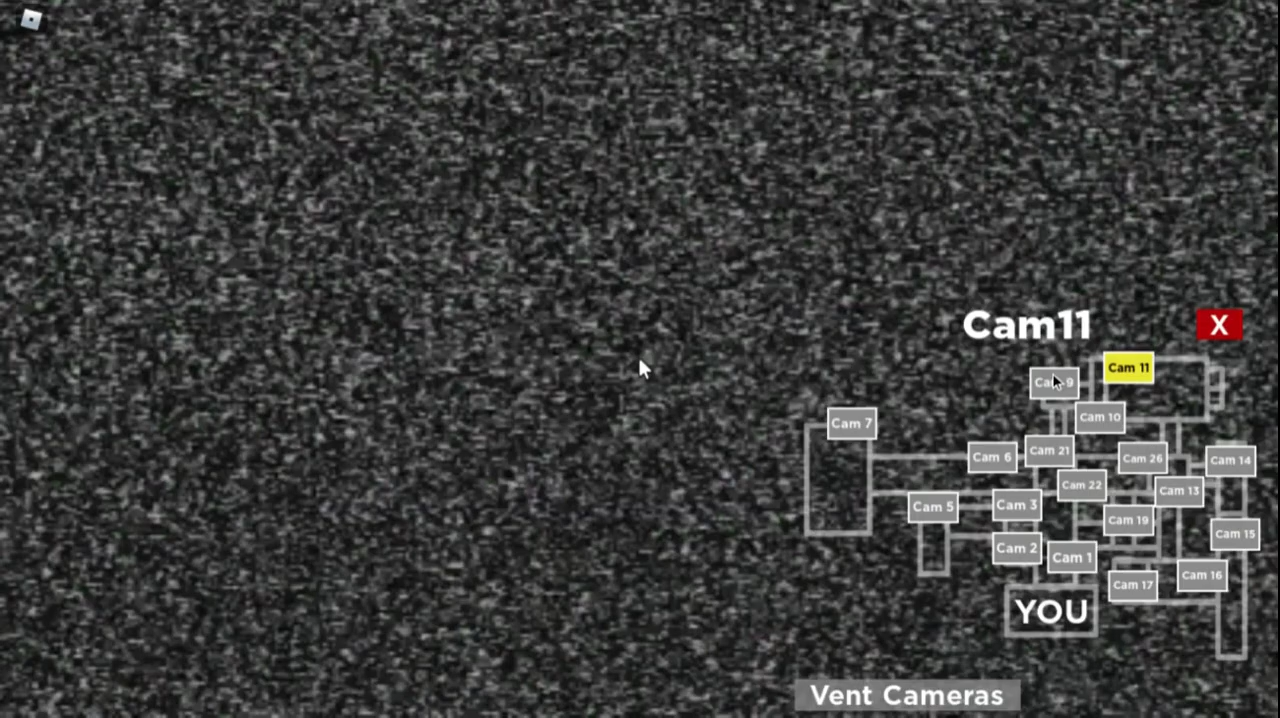 Cam11
X
Cam 11
Cam 9
Cam 10
Cam 7
Cam 21
Cam 6
Cam 26
Cam 14
Cam 22
Cam 13
Cam 5
Cam 3
Cam 19
Cam 15
Cam 2
Cam 1
Cam 16
Cam 17
YOU
Vent Cameras